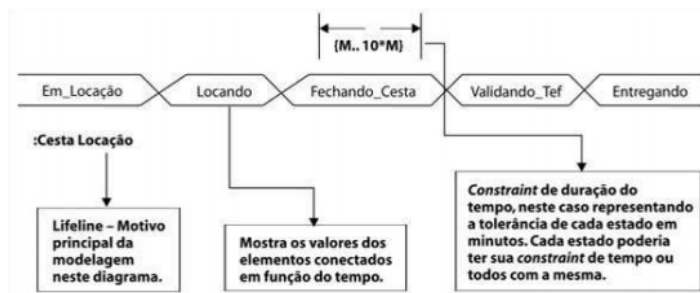 {M.. 10*M}
Em_Locação
Locando
Fechando_Cesta
Validando_Tef
Entregando
:Cesta Locação
Lifeline – Motivo
principal da
modelagem
neste diagrama.
Mostra os valores dos
elementos conectados
em função do tempo.
Constraint de duração do
tempo, neste caso representando
a tolerância de cada estado em
minutos. Cada estado poderia
ter sua constraint de tempo ou
todos com a mesma.